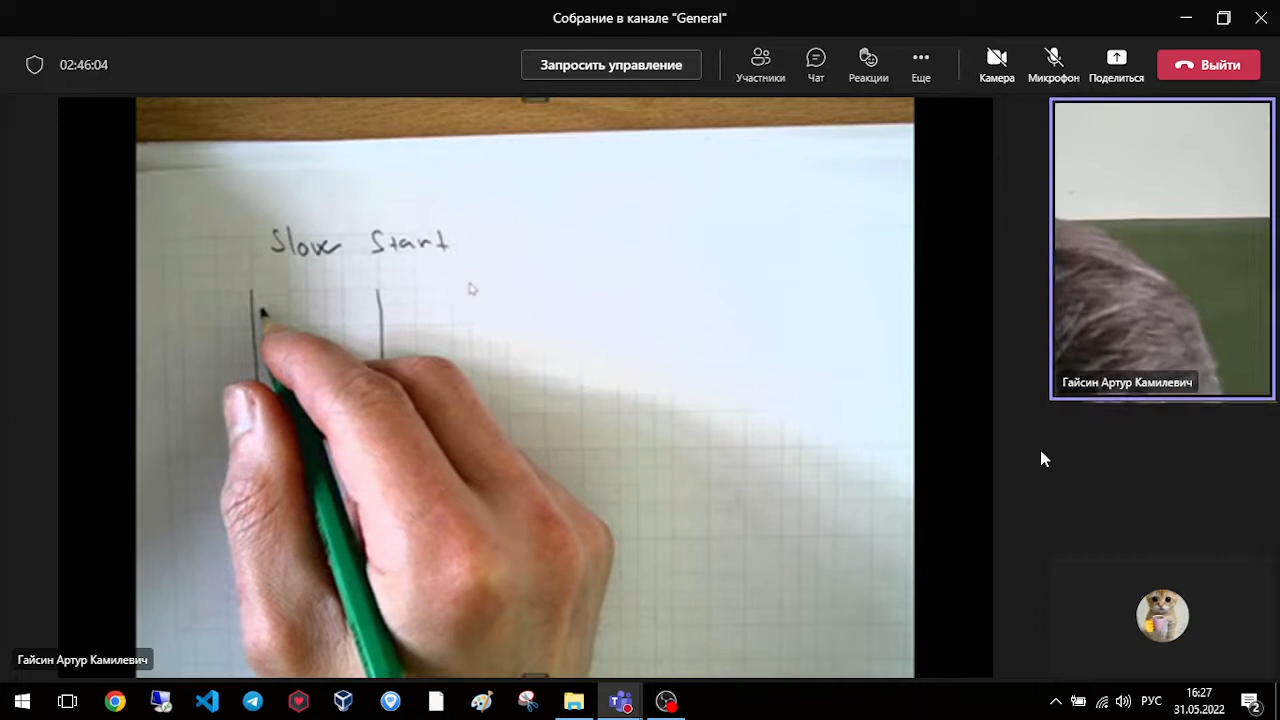 Собрание в канале "General"
02:46:04
Запросить управление
Участники
Чат
Реакции
Еще
Камера
Микрофон
Поделиться
Выйти
Slow Start
Гайсин Артур Камилевич
Гайсин Артур Камилевич
РУС
16:27
31.05.2022
2